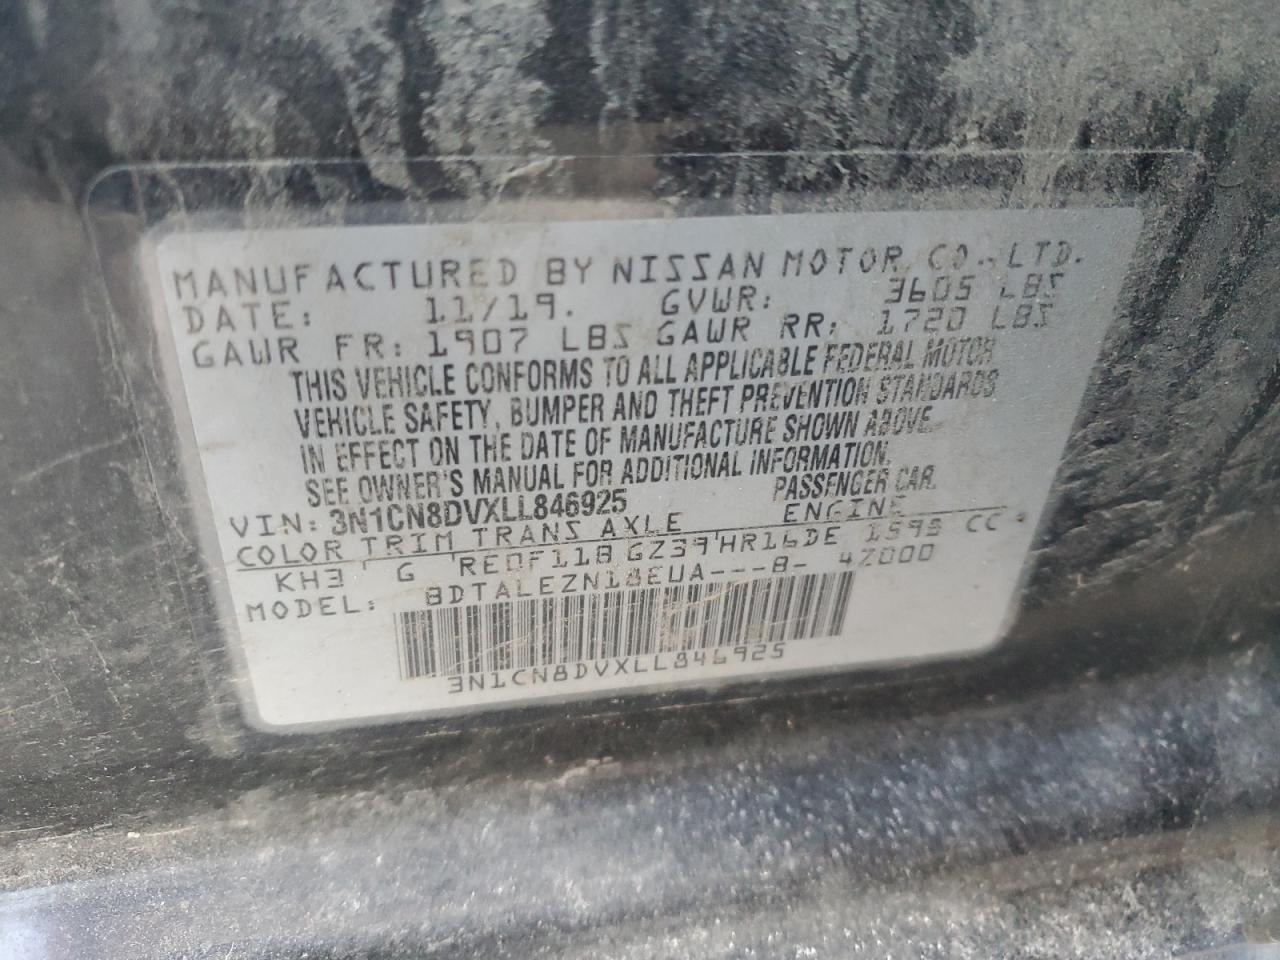 MANUFACTURED BY NISSAN MOTOR CO., LTD.
DATE: 11/19. GVWR: 3605 LBS
GAWR FR: 1907 LBS GAWR RR: 1720 LBS
THIS VEHICLE CONFORMS TO ALL APPLICABLE FEDERAL MOTOR
VEHICLE SAFETY, BUMPER AND THEFT PREVENTION STANDARDS
IN EFFECT ON THE DATE OF MANUFACTURE SHOWN ABOVE.
SEE OWNER'S MANUAL FOR ADDITIONAL INFORMATION.
VIN: 3N1CN8DVXLL846925 PASSENGER CAR.
COLOR TRIM TRANS AXLE ENGINE
KH3 G RE0F11B GZ39 HR16DE 1598 CC
MODEL: BDTALEZN18EUA---B- 4Z000
3N1CN8DVXLL846925